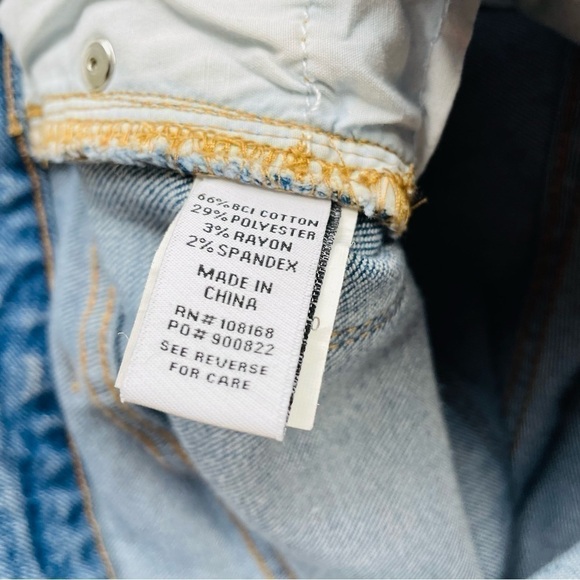 66% BCI COTTON
29% POLYESTER
3% RAYON
2% SPANDEX
MADE IN
CHINA
RN# 108168
PO# 900822
SEE REVERSE
FOR CARE